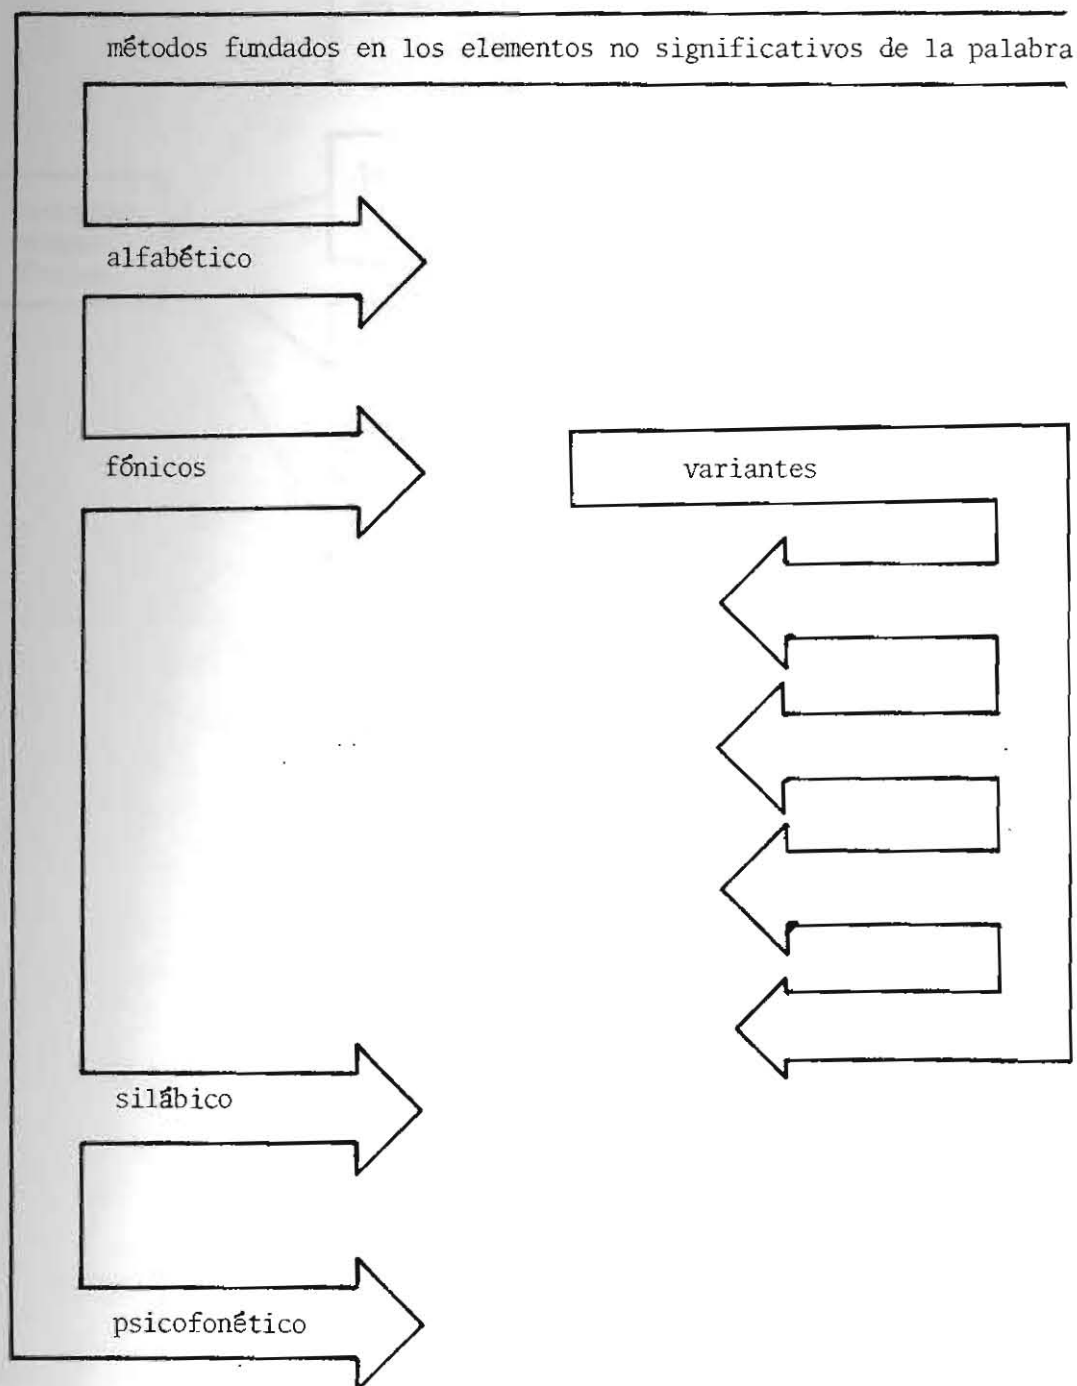 métodos fundados en los elementos no significativos de la palabra
alfabético
fónicos
variantes
silábico
psicofonético